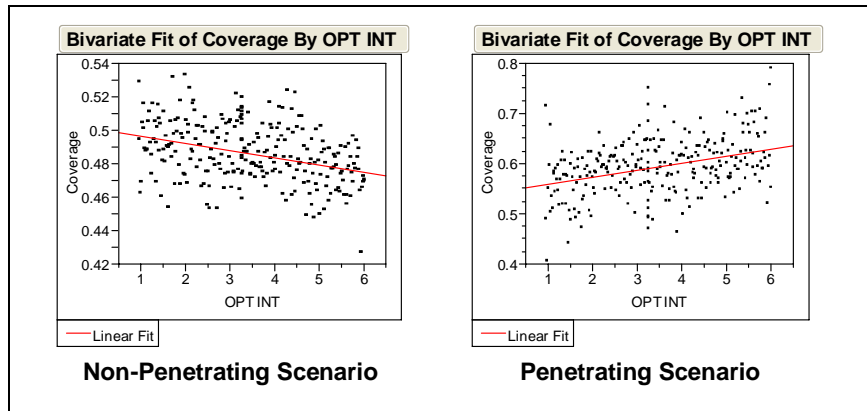 Bivariate Fit of Coverage By OPT INT
0.54
0.52
0.5
0.48
0.46
0.44
0.42
Coverage
1 2 3 4 5 6
OPT INT
Linear Fit
Non-Penetrating Scenario
Bivariate Fit of Coverage By OPT INT
0.8
0.7
0.6
0.5
0.4
Coverage
1 2 3 4 5 6
OPT INT
Linear Fit
Penetrating Scenario